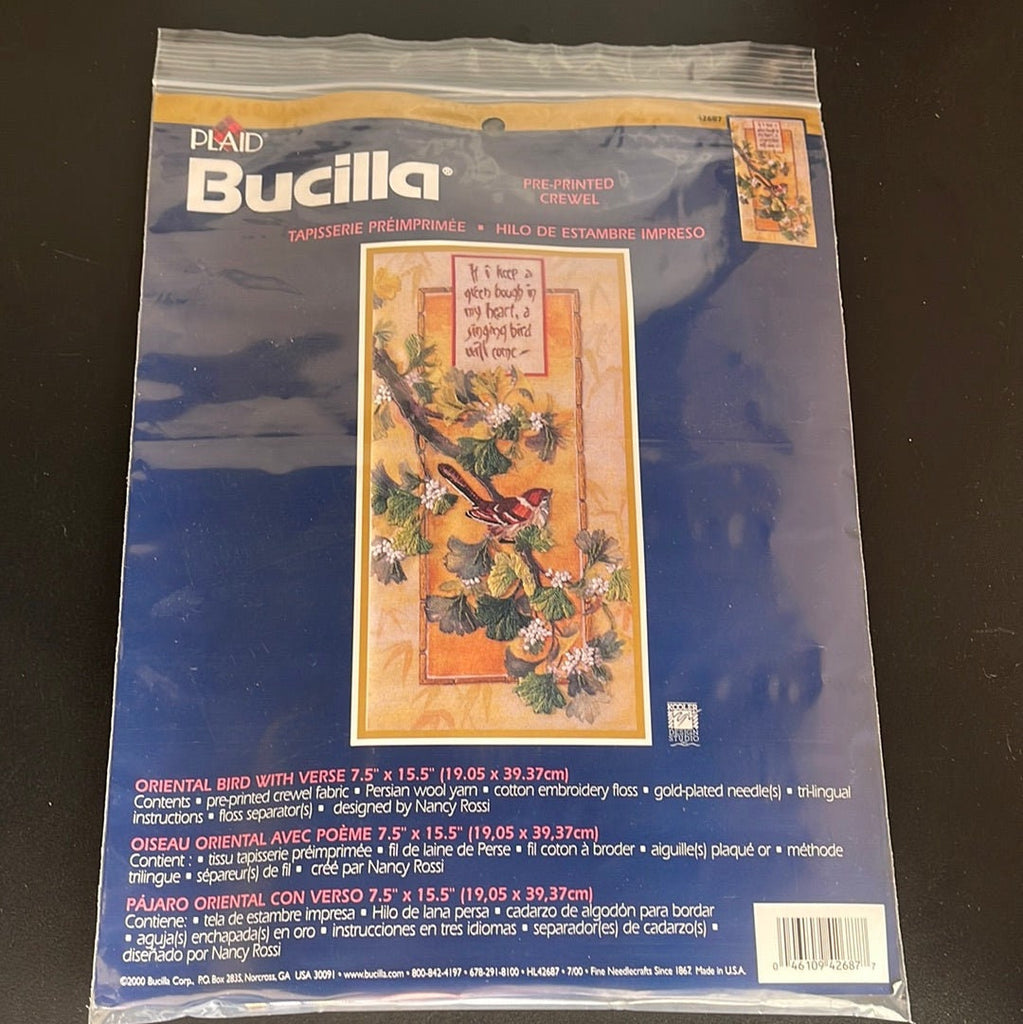 42687
PLAID®
Bucilla®
PRE-PRINTED
CREWEL
TAPISSERIE PRÉIMPRIMÉE ▪ HILO DE ESTAMBRE IMPRESO
If i keep a
green bough in
my heart, a
singing bird
will come –
KOOLER
DESIGN
STUDIO
ORIENTAL BIRD WITH VERSE 7.5" x 15.5" (19.05 x 39.37cm)
Contents ▪ pre-printed crewel fabric ▪ Persian wool yarn ▪ cotton embroidery floss ▪ gold-plated needle(s) ▪ tri-lingual
instructions ▪ floss separator(s) ▪ designed by Nancy Rossi
OISEAU ORIENTAL AVEC POÈME 7.5" x 15.5" (19,05 x 39,37cm)
Contient : ▪ tissu tapisserie préimprimée ▪ fil de laine de Perse ▪ fil coton à broder ▪ aiguille(s) plaqué or ▪ méthode
trilingue ▪ sépareur(s) de fil ▪ créé par Nancy Rossi
PÁJARO ORIENTAL CON VERSO 7.5" x 15.5" (19,05 x 39,37cm)
Contiene: ▪ tela de estambre impresa ▪ Hilo de lana persa ▪ cadarzo de algodón para bordar
▪ aguja(s) enchapada(s) en oro ▪ instrucciones en tres idiomas ▪ separador(es) de cadarzo(s) ▪
diseñado por Nancy Rossi
©2000 Bucilla Corp., P.O. Box 2835, Norcross, GA USA 30091 ▪ www.bucilla.com ▪ 800-842-4197 ▪ 678-291-8100 ▪ HL42687 ▪ 7/00 ▪ Fine Needlecrafts Since 1867. Made in U.S.A.
0 46109 42687 7